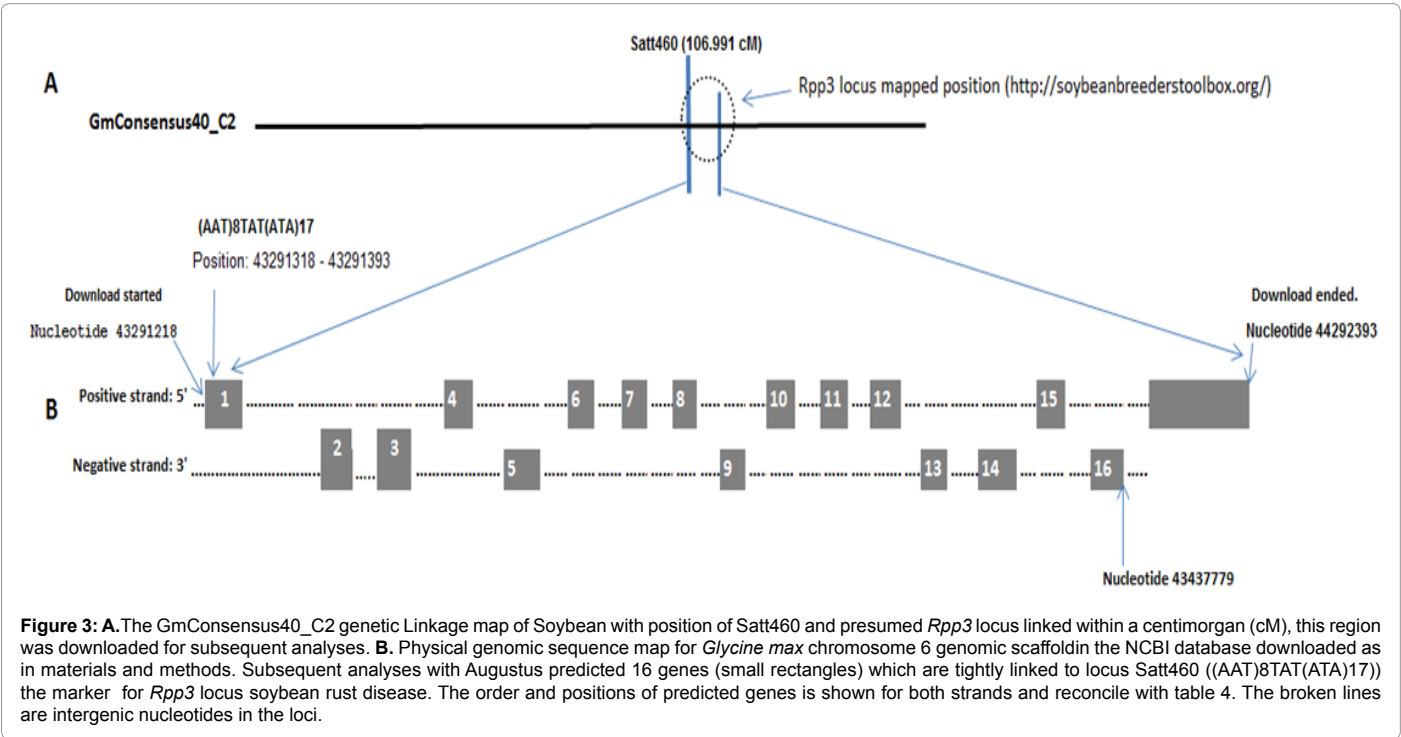 Satt460 (106.991 cM)
A
Rpp3 locus mapped position (http://soybeanbreederstoolbox.org/)
GmConsensus40_C2
(AAT)8TAT(ATA)17
Position: 43291318 - 43291393
Download started
Nucleotide 43291218
Download ended.
Nucleotide 44292393
Positive strand: 5'
1 4 6 7 8 10 11 12 15
B
2 3
Negative strand: 3'
5 9 13 14 16
Nucleotide 43437779
Figure 3: A.The GmConsensus40_C2 genetic Linkage map of Soybean with position of Satt460 and presumed Rpp3 locus linked within a centimorgan (cM), this region
was downloaded for subsequent analyses. B. Physical genomic sequence map for Glycine max chromosome 6 genomic scaffoldin the NCBI database downloaded as
in materials and methods. Subsequent analyses with Augustus predicted 16 genes (small rectangles) which are tightly linked to locus Satt460 ((AAT)8TAT(ATA)17))
the marker for Rpp3 locus soybean rust disease. The order and positions of predicted genes is shown for both strands and reconcile with table 4. The broken lines
are intergenic nucleotides in the loci.